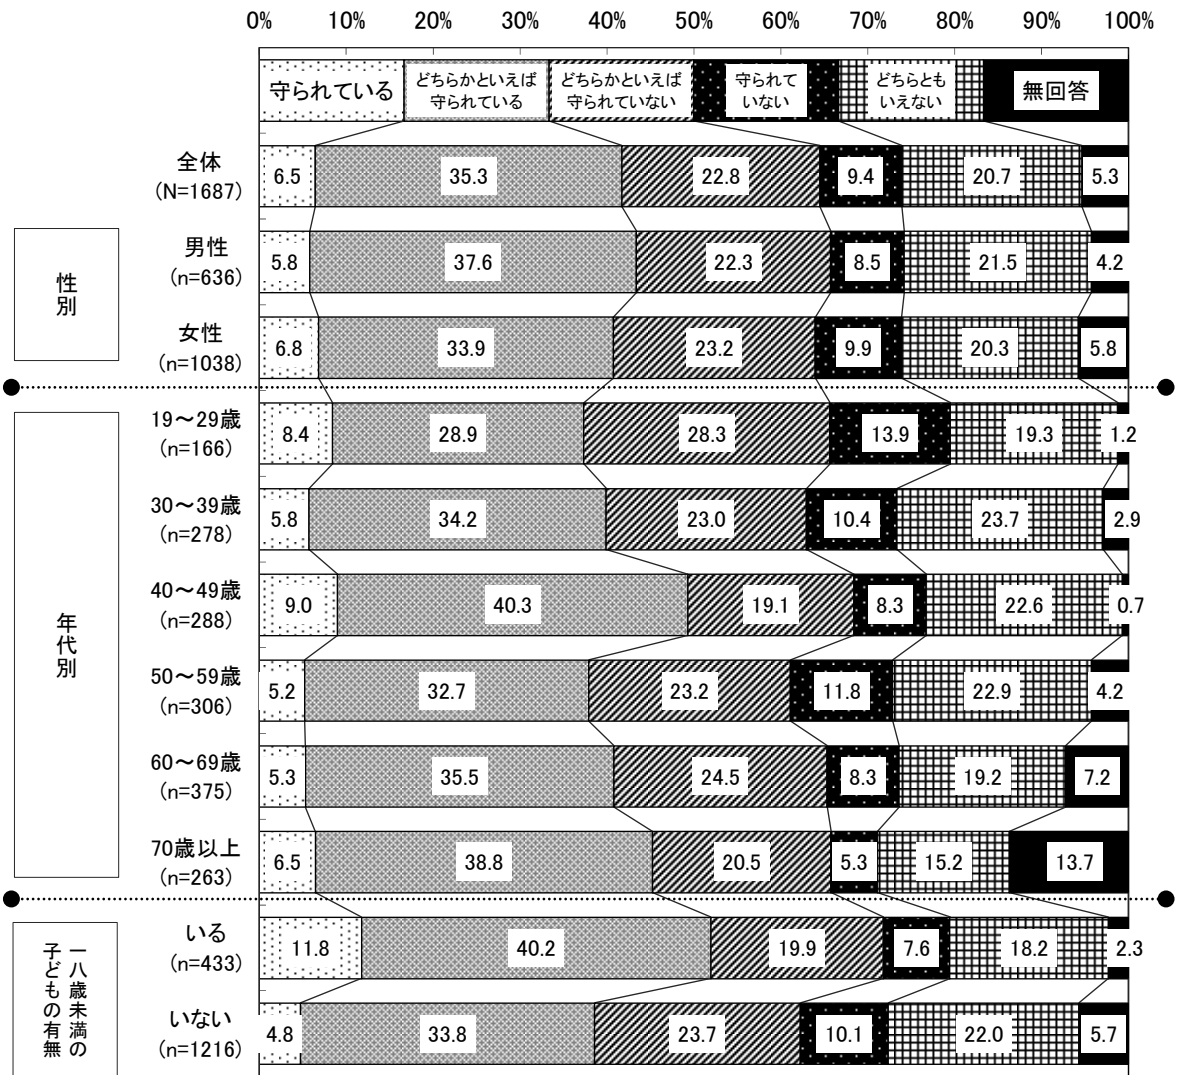 0% 10% 20% 30% 40% 50% 60% 70% 80% 90% 100%
守られている
どちらかといえば
守られている
どちらかといえば
守られていない
守られて
いない
どちらとも
いえない
無回答
全体
(N=1687)
6.5 35.3 22.8 9.4 20.7 5.3
性別
男性
(n=636)
5.8 37.6 22.3 8.5 21.5 4.2
女性
(n=1038)
6.8 33.9 23.2 9.9 20.3 5.8
年代別
19～29歳
(n=166)
8.4 28.9 28.3 13.9 19.3 1.2
30～39歳
(n=278)
5.8 34.2 23.0 10.4 23.7 2.9
40～49歳
(n=288)
9.0 40.3 19.1 8.3 22.6 0.7
50～59歳
(n=306)
5.2 32.7 23.2 11.8 22.9 4.2
60～69歳
(n=375)
5.3 35.5 24.5 8.3 19.2 7.2
70歳以上
(n=263)
6.5 38.8 20.5 5.3 15.2 13.7
一八歳未満の
子どもの有無
いる
(n=433)
11.8 40.2 19.9 7.6 18.2 2.3
いない
(n=1216)
4.8 33.8 23.7 10.1 22.0 5.7